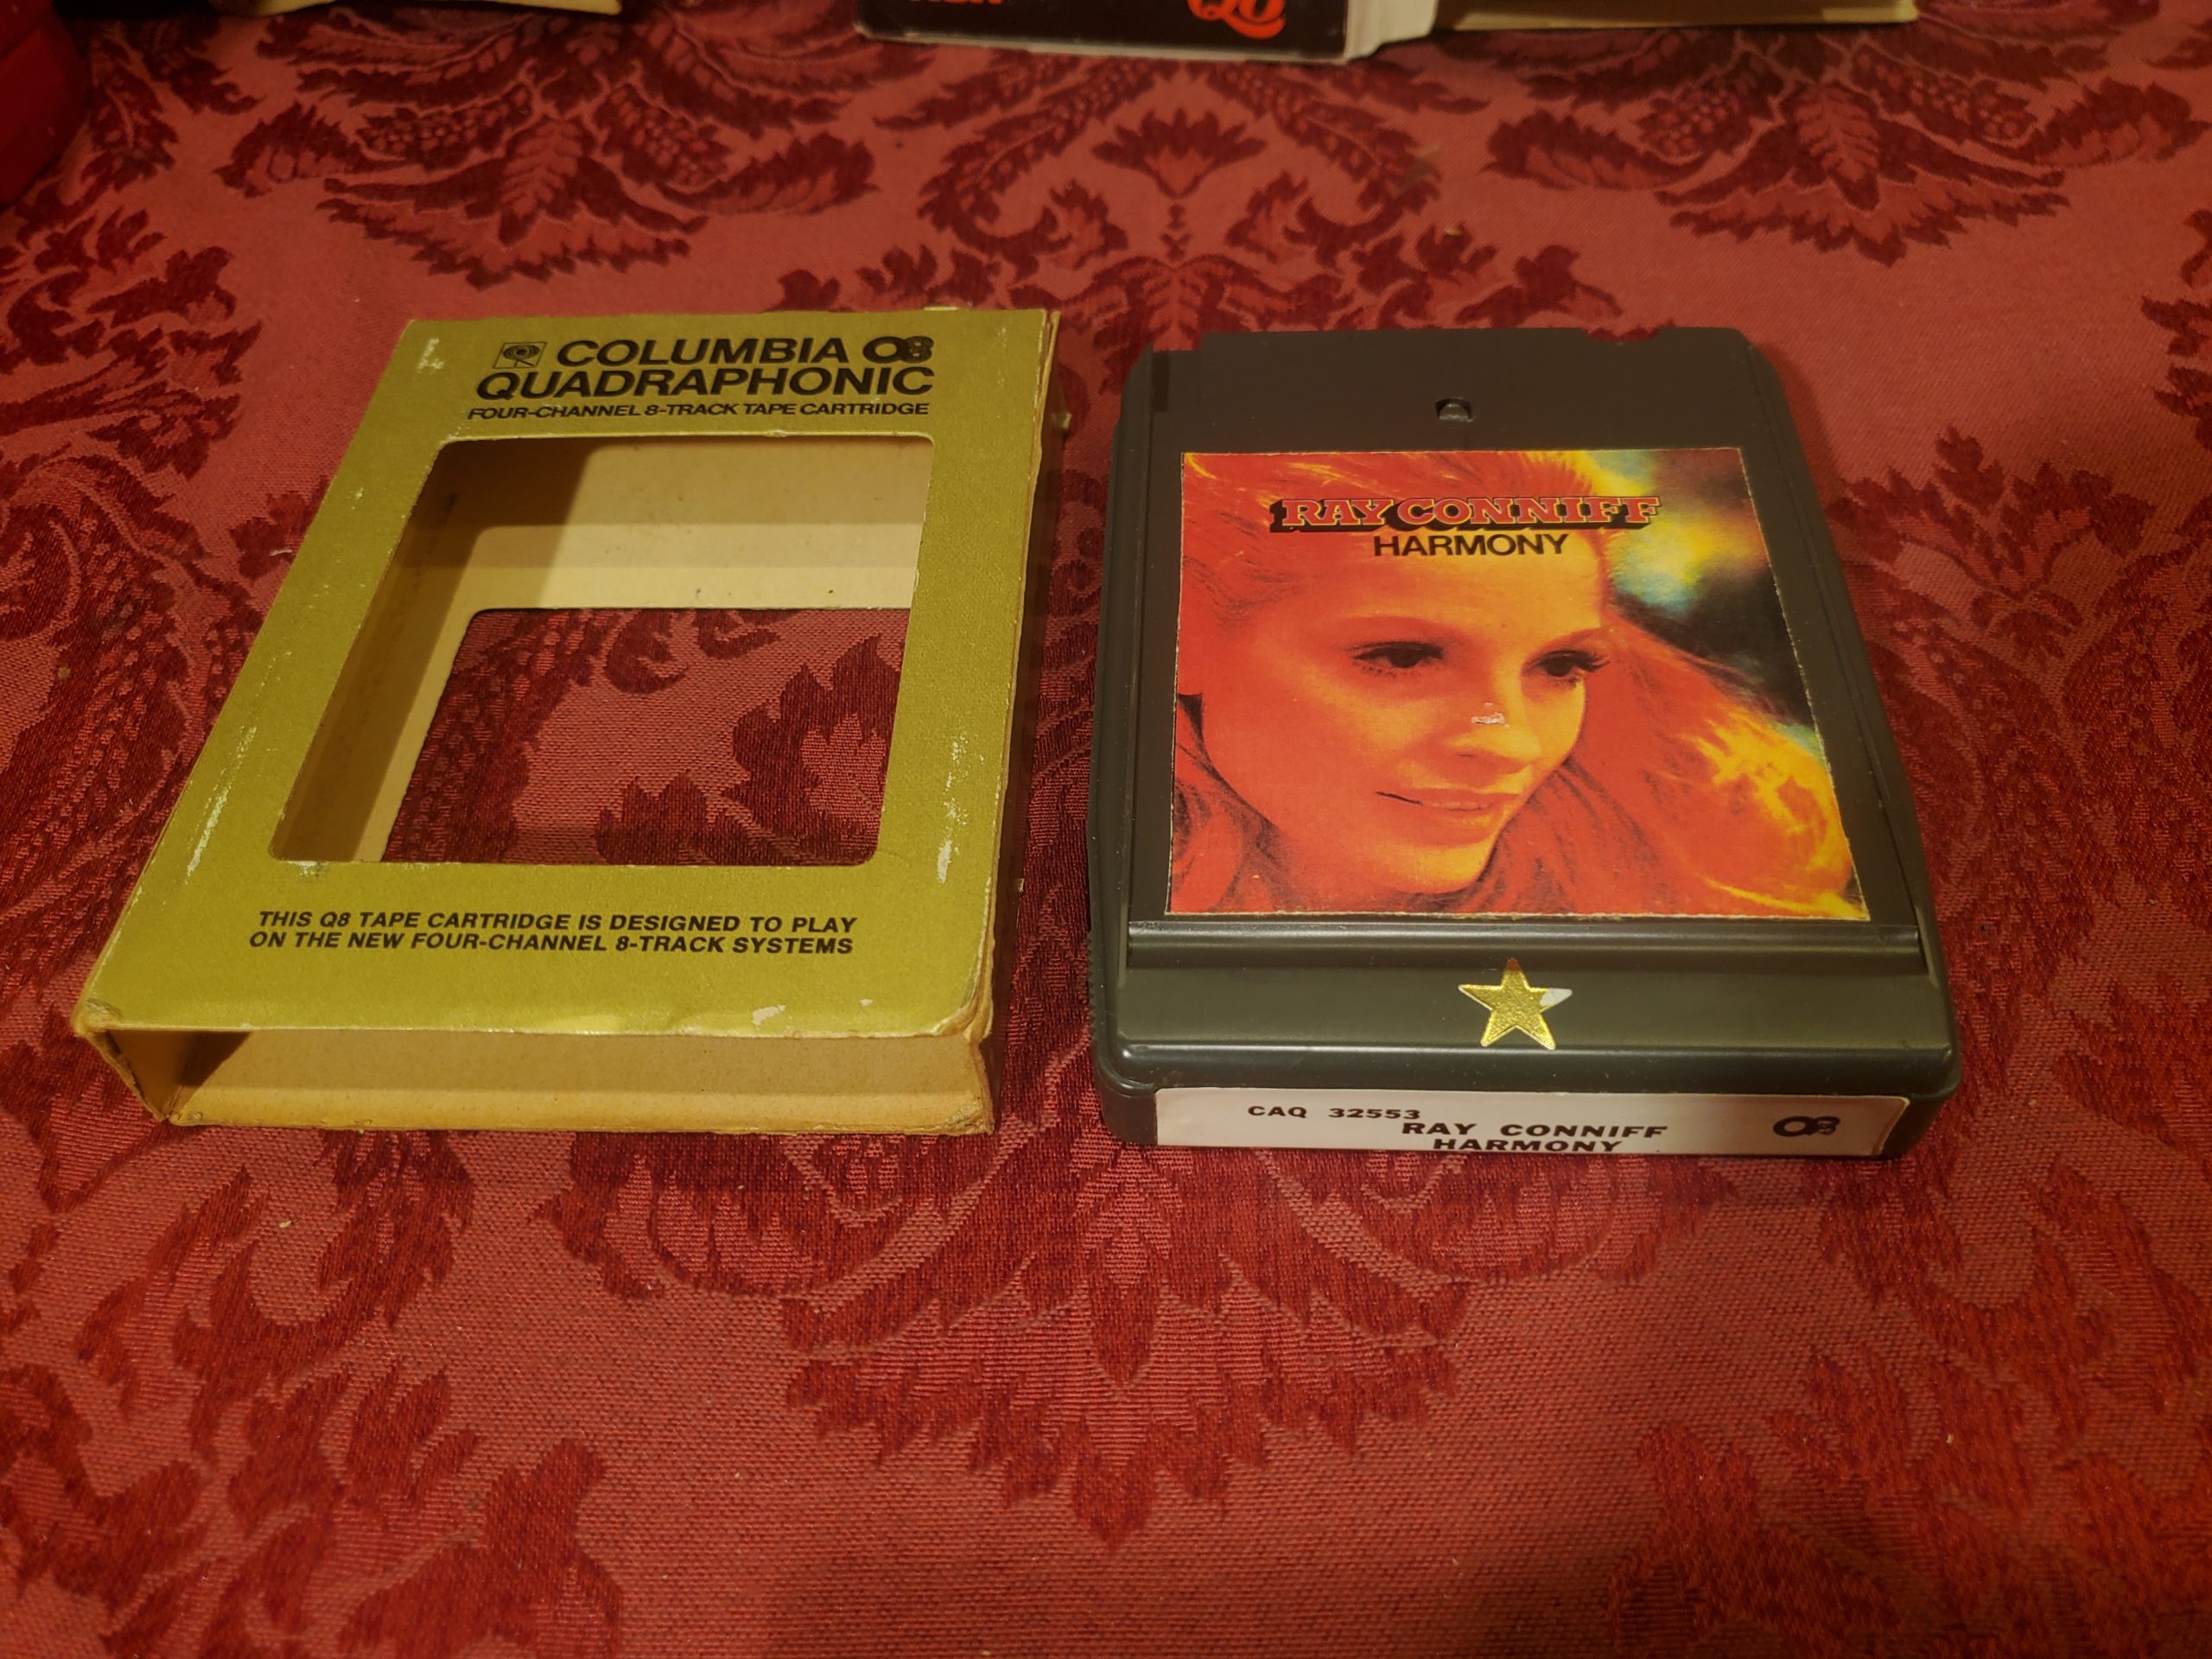 COLUMBIA Q8
QUADRAPHONIC
FOUR-CHANNEL 8-TRACK TAPE CARTRIDGE
THIS Q8 TAPE CARTRIDGE IS DESIGNED TO PLAY
ON THE NEW FOUR-CHANNEL 8-TRACK SYSTEMS
RAY CONNIFF
HARMONY
CAQ 32553
RAY CONNIFF
HARMONY
Q8
Q8